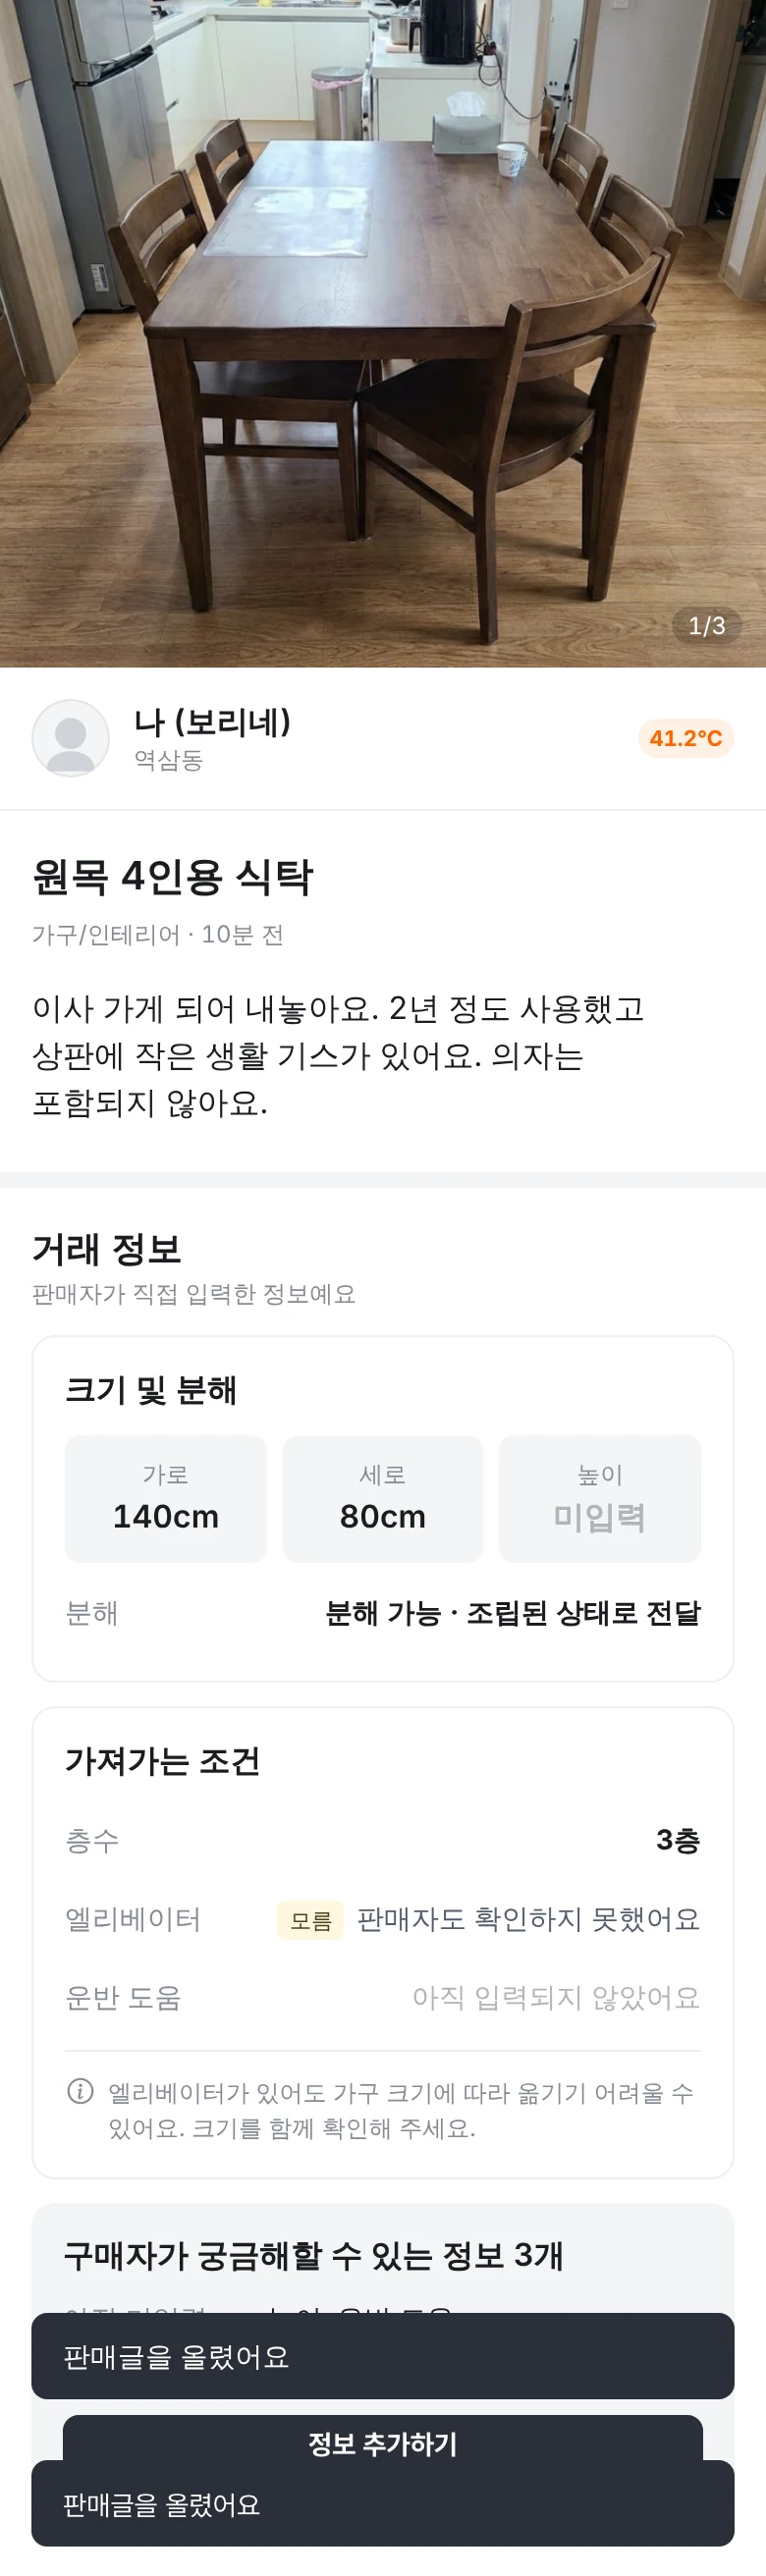 1/3
나 (보리네)
역삼동
41.2°C
원목 4인용 식탁
가구/인테리어 · 10분 전
이사 가게 되어 내놓아요. 2년 정도 사용했고
상판에 작은 생활 기스가 있어요. 의자는
포함되지 않아요.
거래 정보
판매자가 직접 입력한 정보예요
크기 및 분해
가로
140cm
세로
80cm
높이
미입력
분해
분해 가능 · 조립된 상태로 전달
가져가는 조건
층수
3층
엘리베이터
모름 판매자도 확인하지 못했어요
운반 도움
아직 입력되지 않았어요
엘리베이터가 있어도 가구 크기에 따라 옮기기 어려울 수
있어요. 크기를 함께 확인해 주세요.
구매자가 궁금해할 수 있는 정보 3개
판매글을 올렸어요
정보 추가하기
판매글을 올렸어요